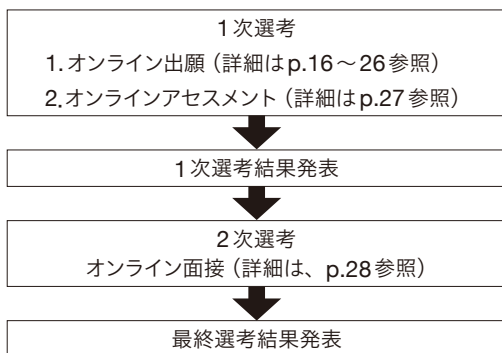 1次選考
1.オンライン出願（詳細はp.16～26参照）
2.オンラインアセスメント（詳細はp.27参照）
1次選考結果発表
2次選考
オンライン面接（詳細は、p.28参照）
最終選考結果発表